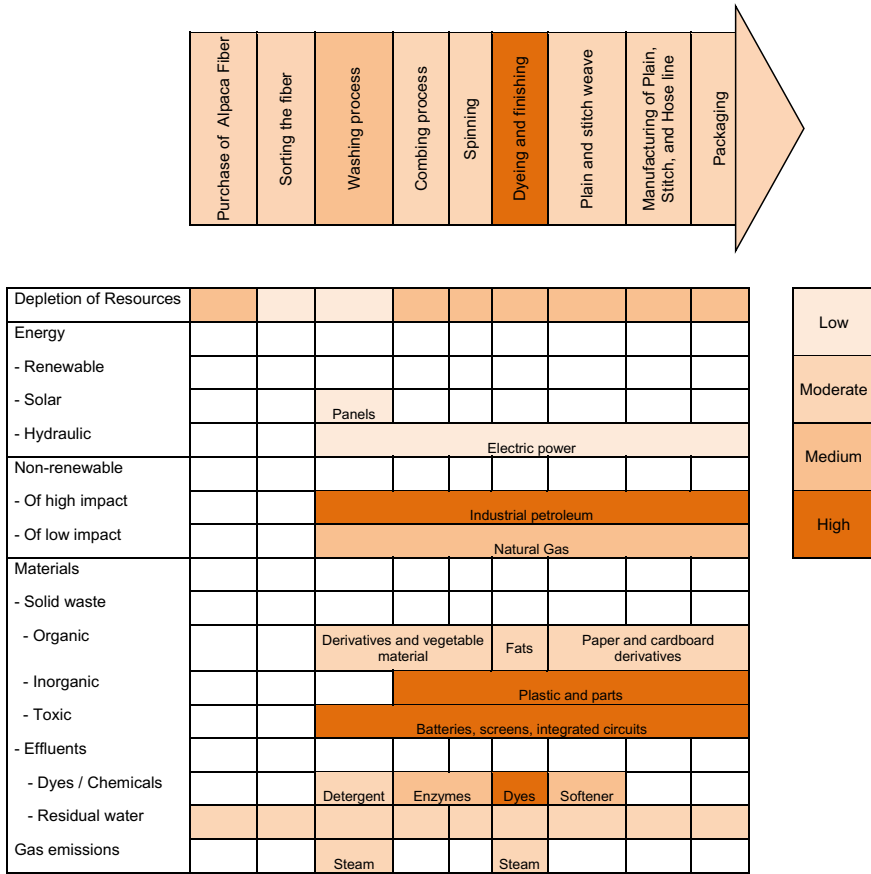 Purchase of Alpaca Fiber
Sorting the fiber
Washing process
Combing process
Spinning
Dyeing and finishing
Plain and stitch weave
Manufacturing of Plain,
Stitch, and Hose line
Packaging
Depletion of Resources
Energy
- Renewable
- Solar
Panels
- Hydraulic
Electric power
Non-renewable
- Of high impact
Industrial petroleum
- Of low impact
Natural Gas
Materials
- Solid waste
- Organic
Derivatives and vegetable
material
Fats
Paper and cardboard
derivatives
- Inorganic
Plastic and parts
- Toxic
Batteries, screens, integrated circuits
- Effluents
- Dyes / Chemicals
Detergent
Enzymes
Dyes
Softener
- Residual water
Gas emissions
Steam
Steam
Low
Moderate
Medium
High